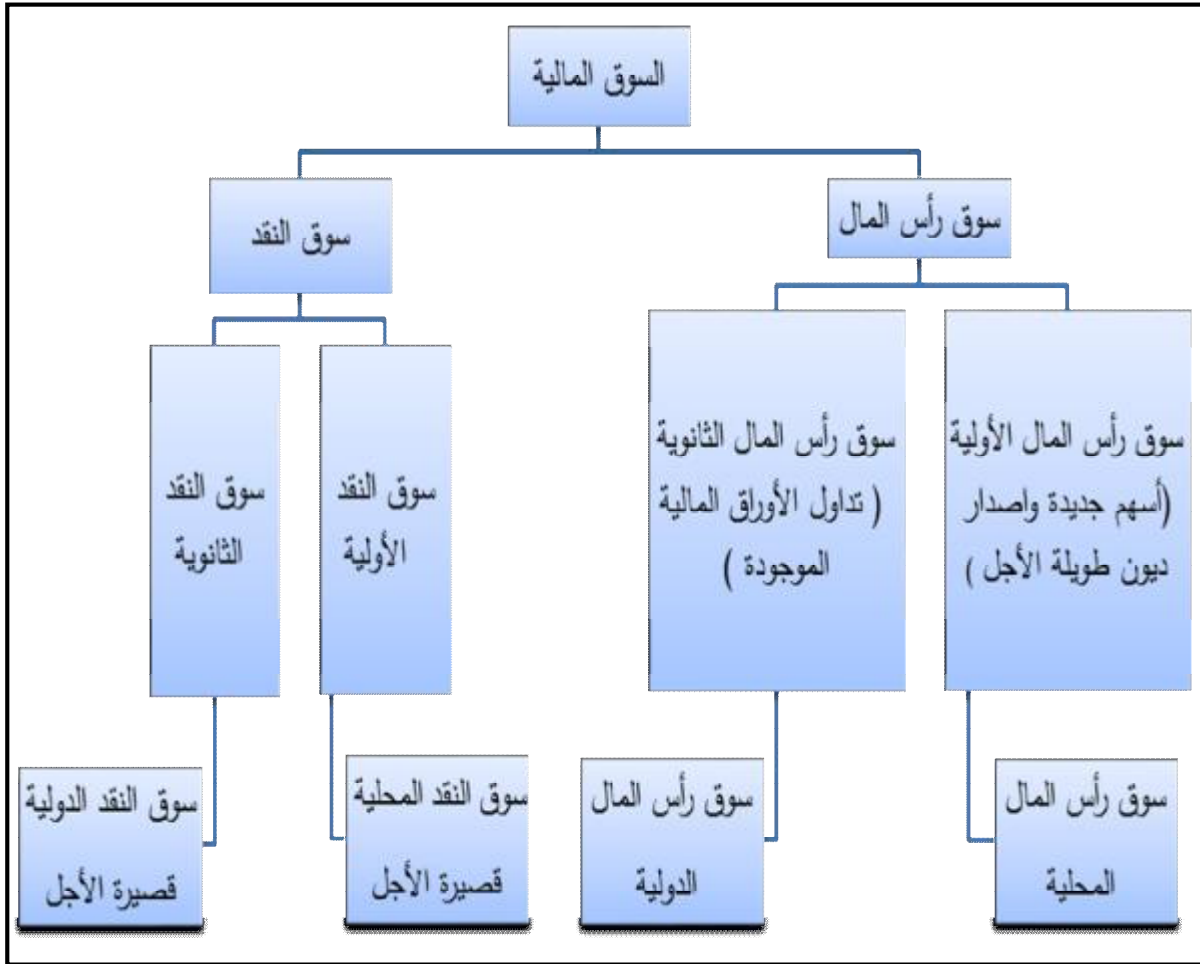 السوق المالية
سوق رأس المال
سوق النقد
سوق رأس المال الأولية
(أسهم جديدة واصدار
ديون طويلة الأجل )
سوق رأس المال الثانوية
( تداول الأوراق المالية
الموجودة )
سوق النقد
الأولية
سوق النقد
الثانوية
سوق رأس المال
المحلية
سوق رأس المال
الدولية
سوق النقد المحلية
قصيرة الأجل
سوق النقد الدولية
قصيرة الأجل